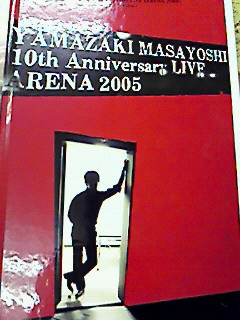 YAMAZAKI MASAYOSHI
10th Anniversary LIVE
ARENA 2005